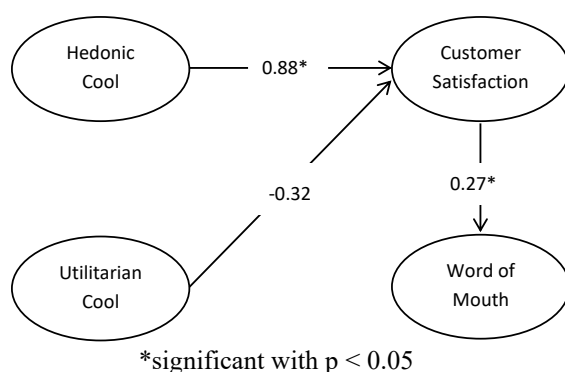 Hedonic
Cool
0.88*
Customer
Satisfaction
-0.32
0.27*
Utilitarian
Cool
Word of
Mouth
*significant with p < 0.05